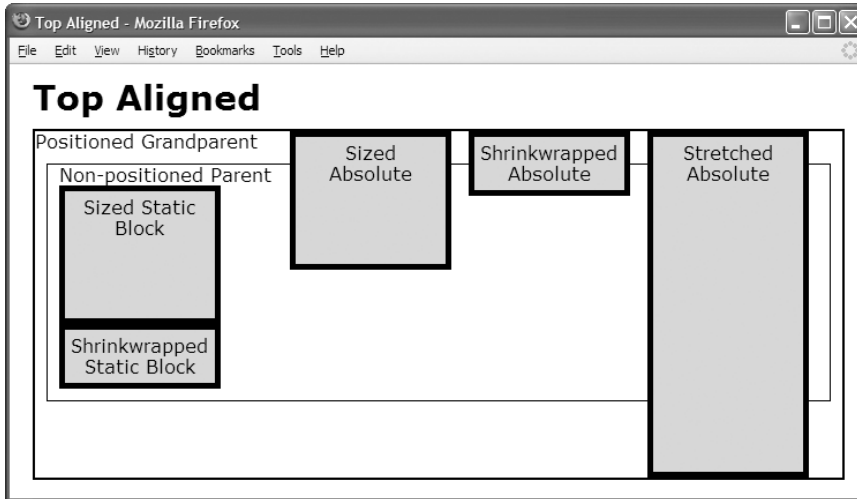 Top Aligned - Mozilla Firefox
File Edit View History Bookmarks Tools Help
Top Aligned
Positioned Grandparent
Non-positioned Parent
Sized Static
Block
Shrinkwrapped
Static Block
Sized
Absolute
Shrinkwrapped
Absolute
Stretched
Absolute